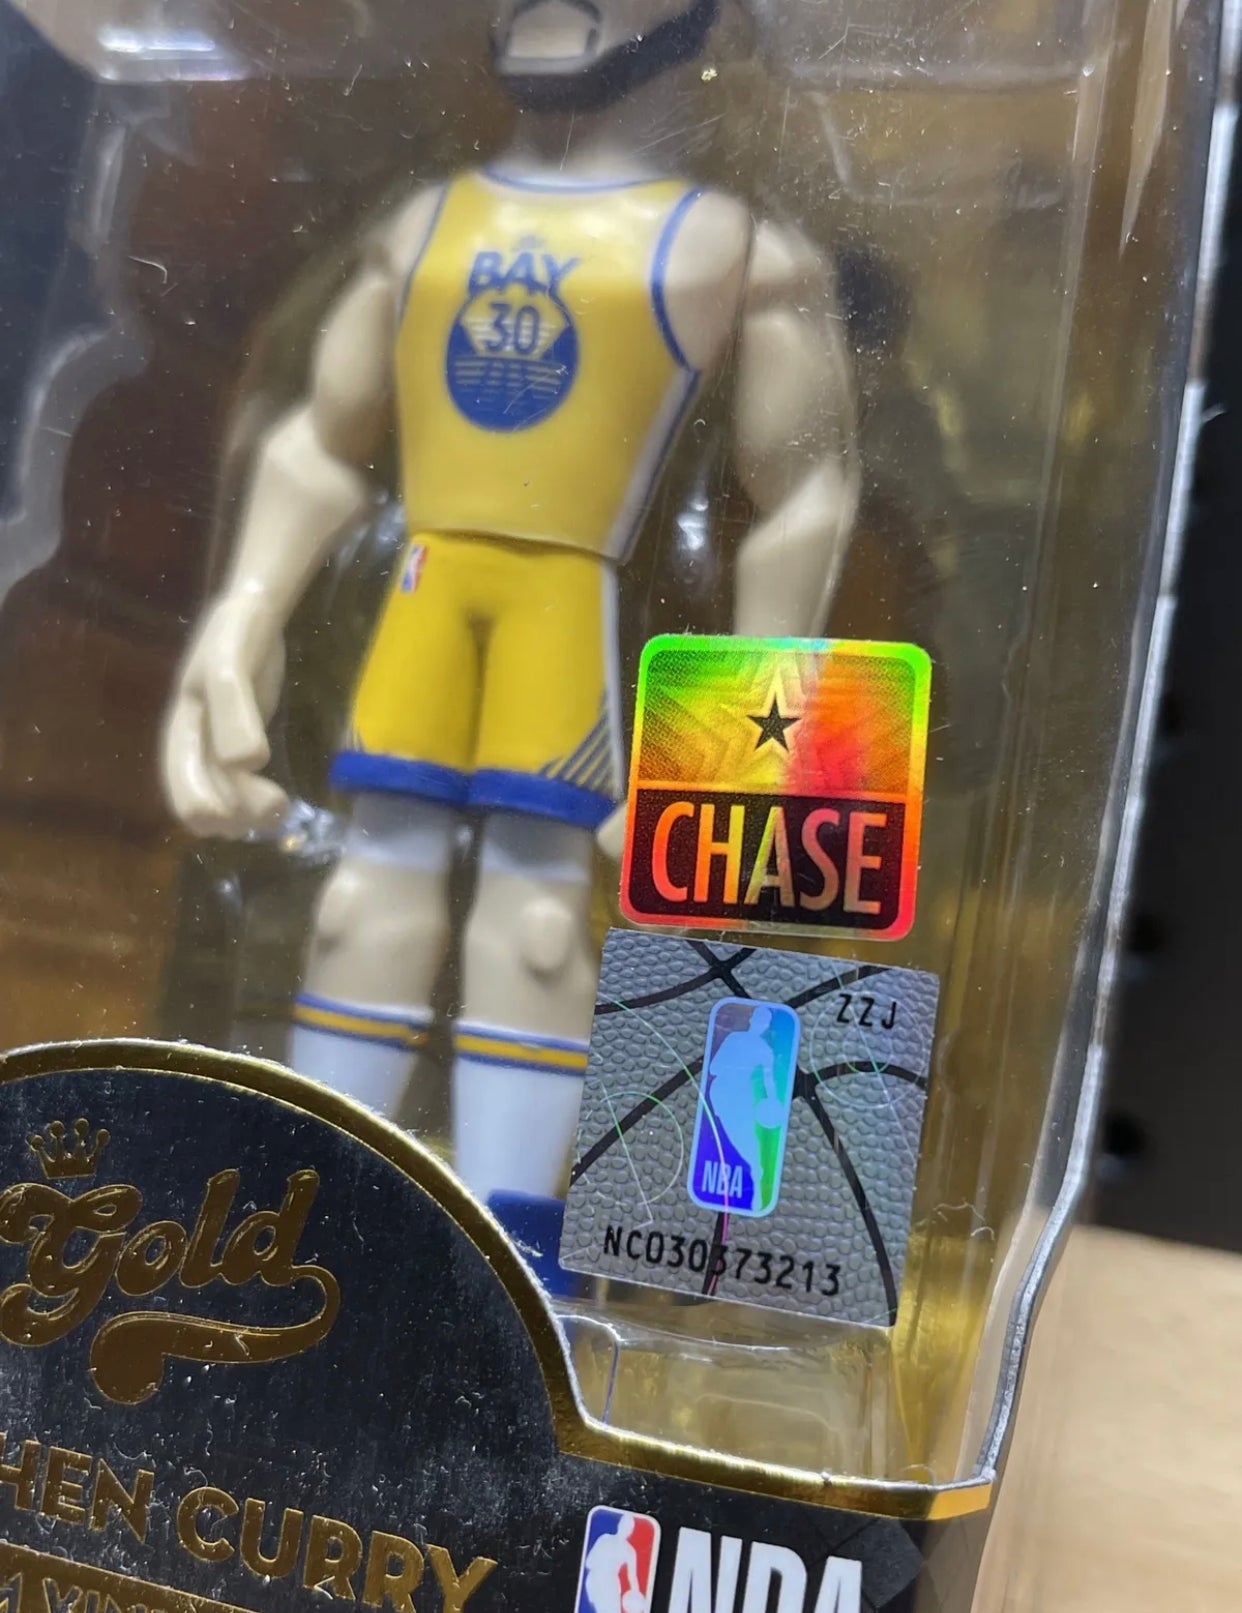 BAY
30
CHASE
ZZJ
NBA
NC030373213
Gold
HEN CURRY
NBA